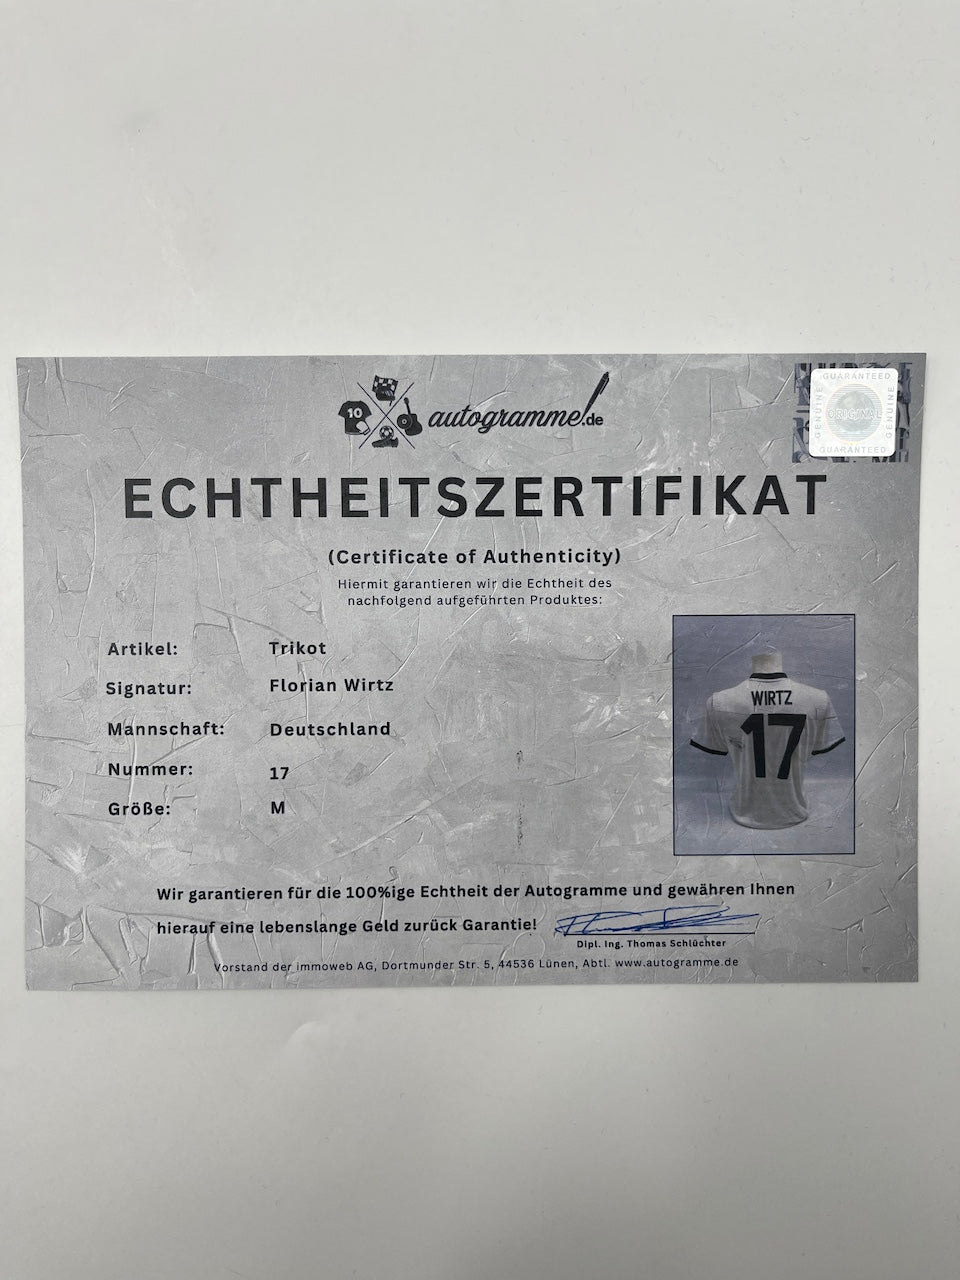 10
autogramme.de
GUARANTEED
GENUINE
ORIGINAL
GENUINE
GUARANTEED
ECHTHEITSZERTIFIKAT
(Certificate of Authenticity)
Hiermit garantieren wir die Echtheit des
nachfolgend aufgeführten Produktes:
Artikel: Trikot
Signatur: Florian Wirtz
Mannschaft: Deutschland
Nummer: 17
Größe: M
WIRTZ
17
Wir garantieren für die 100%ige Echtheit der Autogramme und gewähren Ihnen
hierauf eine lebenslange Geld zurück Garantie!
Dipl. Ing. Thomas Schlüchter
Vorstand der immoweb AG, Dortmunder Str. 5, 44536 Lünen, Abtl. www.autogramme.de